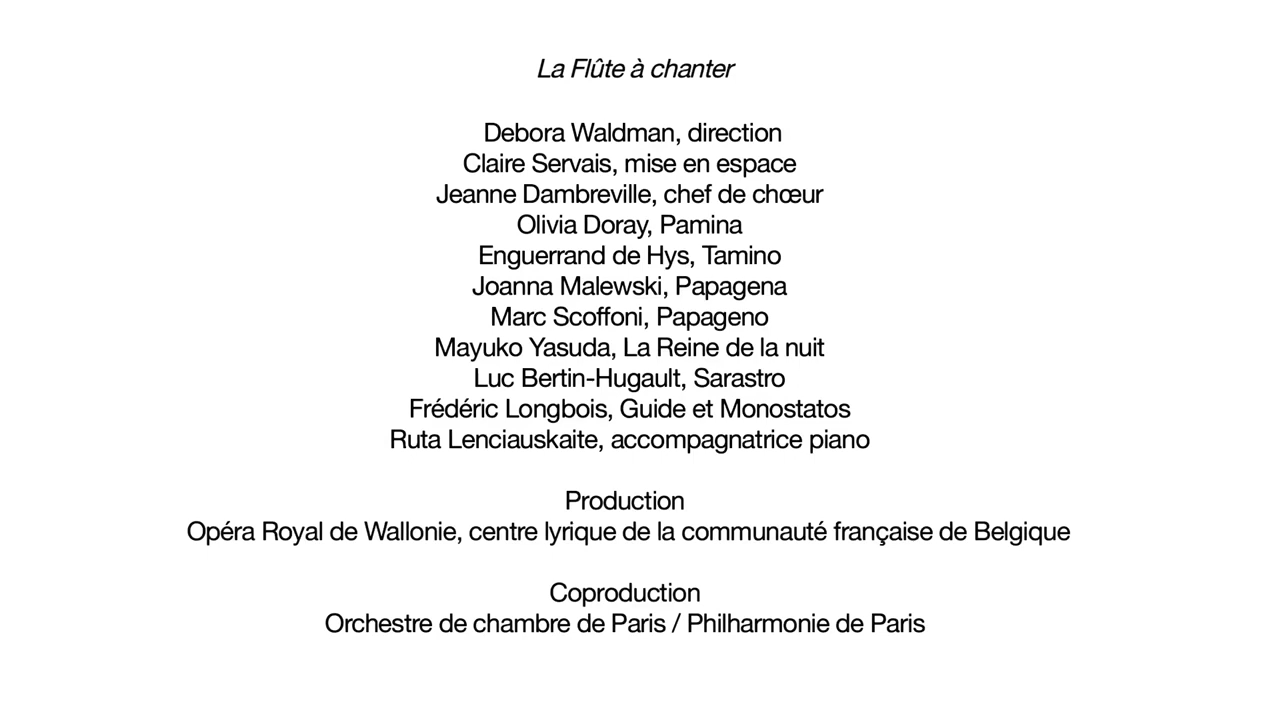 La Flûte à chanter
Debora Waldman, direction
Claire Servais, mise en espace
Jeanne Dambreville, chef de chœur
Olivia Doray, Pamina
Enguerrand de Hys, Tamino
Joanna Malewski, Papagena
Marc Scoffoni, Papageno
Mayuko Yasuda, La Reine de la nuit
Luc Bertin-Hugault, Sarastro
Frédéric Longbois, Guide et Monostatos
Ruta Lenciauskaite, accompagnatrice piano
Production
Opéra Royal de Wallonie, centre lyrique de la communauté française de Belgique
Coproduction
Orchestre de chambre de Paris / Philharmonie de Paris